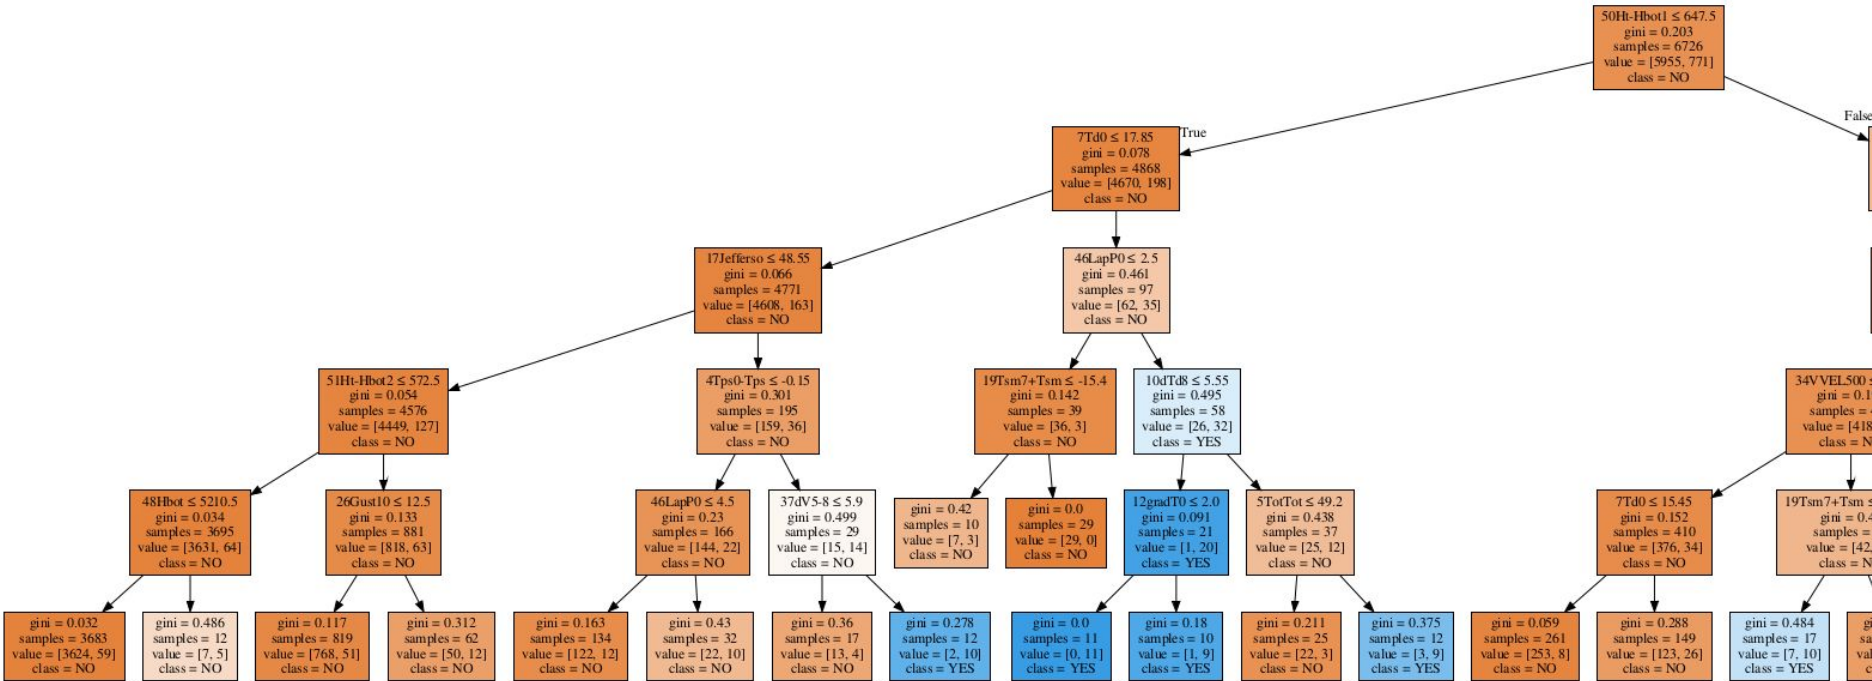 50Ht-Hbot1 ≤ 647.5
gini = 0.203
samples = 6726
value = [5955, 771]
class = NO
True
False
7Td0 ≤ 17.85
gini = 0.078
samples = 4868
value = [4670, 198]
class = NO
17Jefferso ≤ 48.55
gini = 0.066
samples = 4771
value = [4608, 163]
class = NO
46LapP0 ≤ 2.5
gini = 0.461
samples = 97
value = [62, 35]
class = NO
51Ht-Hbot2 ≤ 572.5
gini = 0.054
samples = 4576
value = [4449, 127]
class = NO
4Tps0-Tps ≤ -0.15
gini = 0.301
samples = 195
value = [159, 36]
class = NO
19Tsm7+Tsm ≤ -15.4
gini = 0.142
samples = 39
value = [36, 3]
class = NO
10dTd8 ≤ 5.55
gini = 0.495
samples = 58
value = [26, 32]
class = YES
34VVEL500
gini =
samples =
value =
class =
48Hbot ≤ 5210.5
gini = 0.034
samples = 3695
value = [3631, 64]
class = NO
26Gust10 ≤ 12.5
gini = 0.133
samples = 881
value = [818, 63]
class = NO
46LapP0 ≤ 4.5
gini = 0.23
samples = 166
value = [144, 22]
class = NO
37dV5-8 ≤ 5.9
gini = 0.499
samples = 29
value = [15, 14]
class = NO
gini = 0.42
samples = 10
value = [7, 3]
class = NO
gini = 0.0
samples = 29
value = [29, 0]
class = NO
12gradT0 ≤ 2.0
gini = 0.091
samples = 21
value = [1, 20]
class = YES
5TotTot ≤ 49.2
gini = 0.438
samples = 37
value = [25, 12]
class = NO
7Td0 ≤ 15.45
gini = 0.152
samples = 410
value = [376, 34]
class = NO
19Tsm7+Tsm ≤
gini =
samples =
value = [42,
class =
gini = 0.032
samples = 3683
value = [3624, 59]
class = NO
gini = 0.486
samples = 12
value = [7, 5]
class = NO
gini = 0.117
samples = 819
value = [768, 51]
class = NO
gini = 0.312
samples = 62
value = [50, 12]
class = NO
gini = 0.163
samples = 134
value = [122, 12]
class = NO
gini = 0.43
samples = 32
value = [22, 10]
class = NO
gini = 0.36
samples = 17
value = [13, 4]
class = NO
gini = 0.278
samples = 12
value = [2, 10]
class = YES
gini = 0.0
samples = 11
value = [0, 11]
class = YES
gini = 0.18
samples = 10
value = [1, 9]
class = YES
gini = 0.211
samples = 25
value = [22, 3]
class = NO
gini = 0.375
samples = 12
value = [3, 9]
class = YES
gini = 0.059
samples = 261
value = [253, 8]
class = NO
gini = 0.288
samples = 149
value = [123, 26]
class = NO
gini = 0.484
samples = 17
value = [7, 10]
class = YES